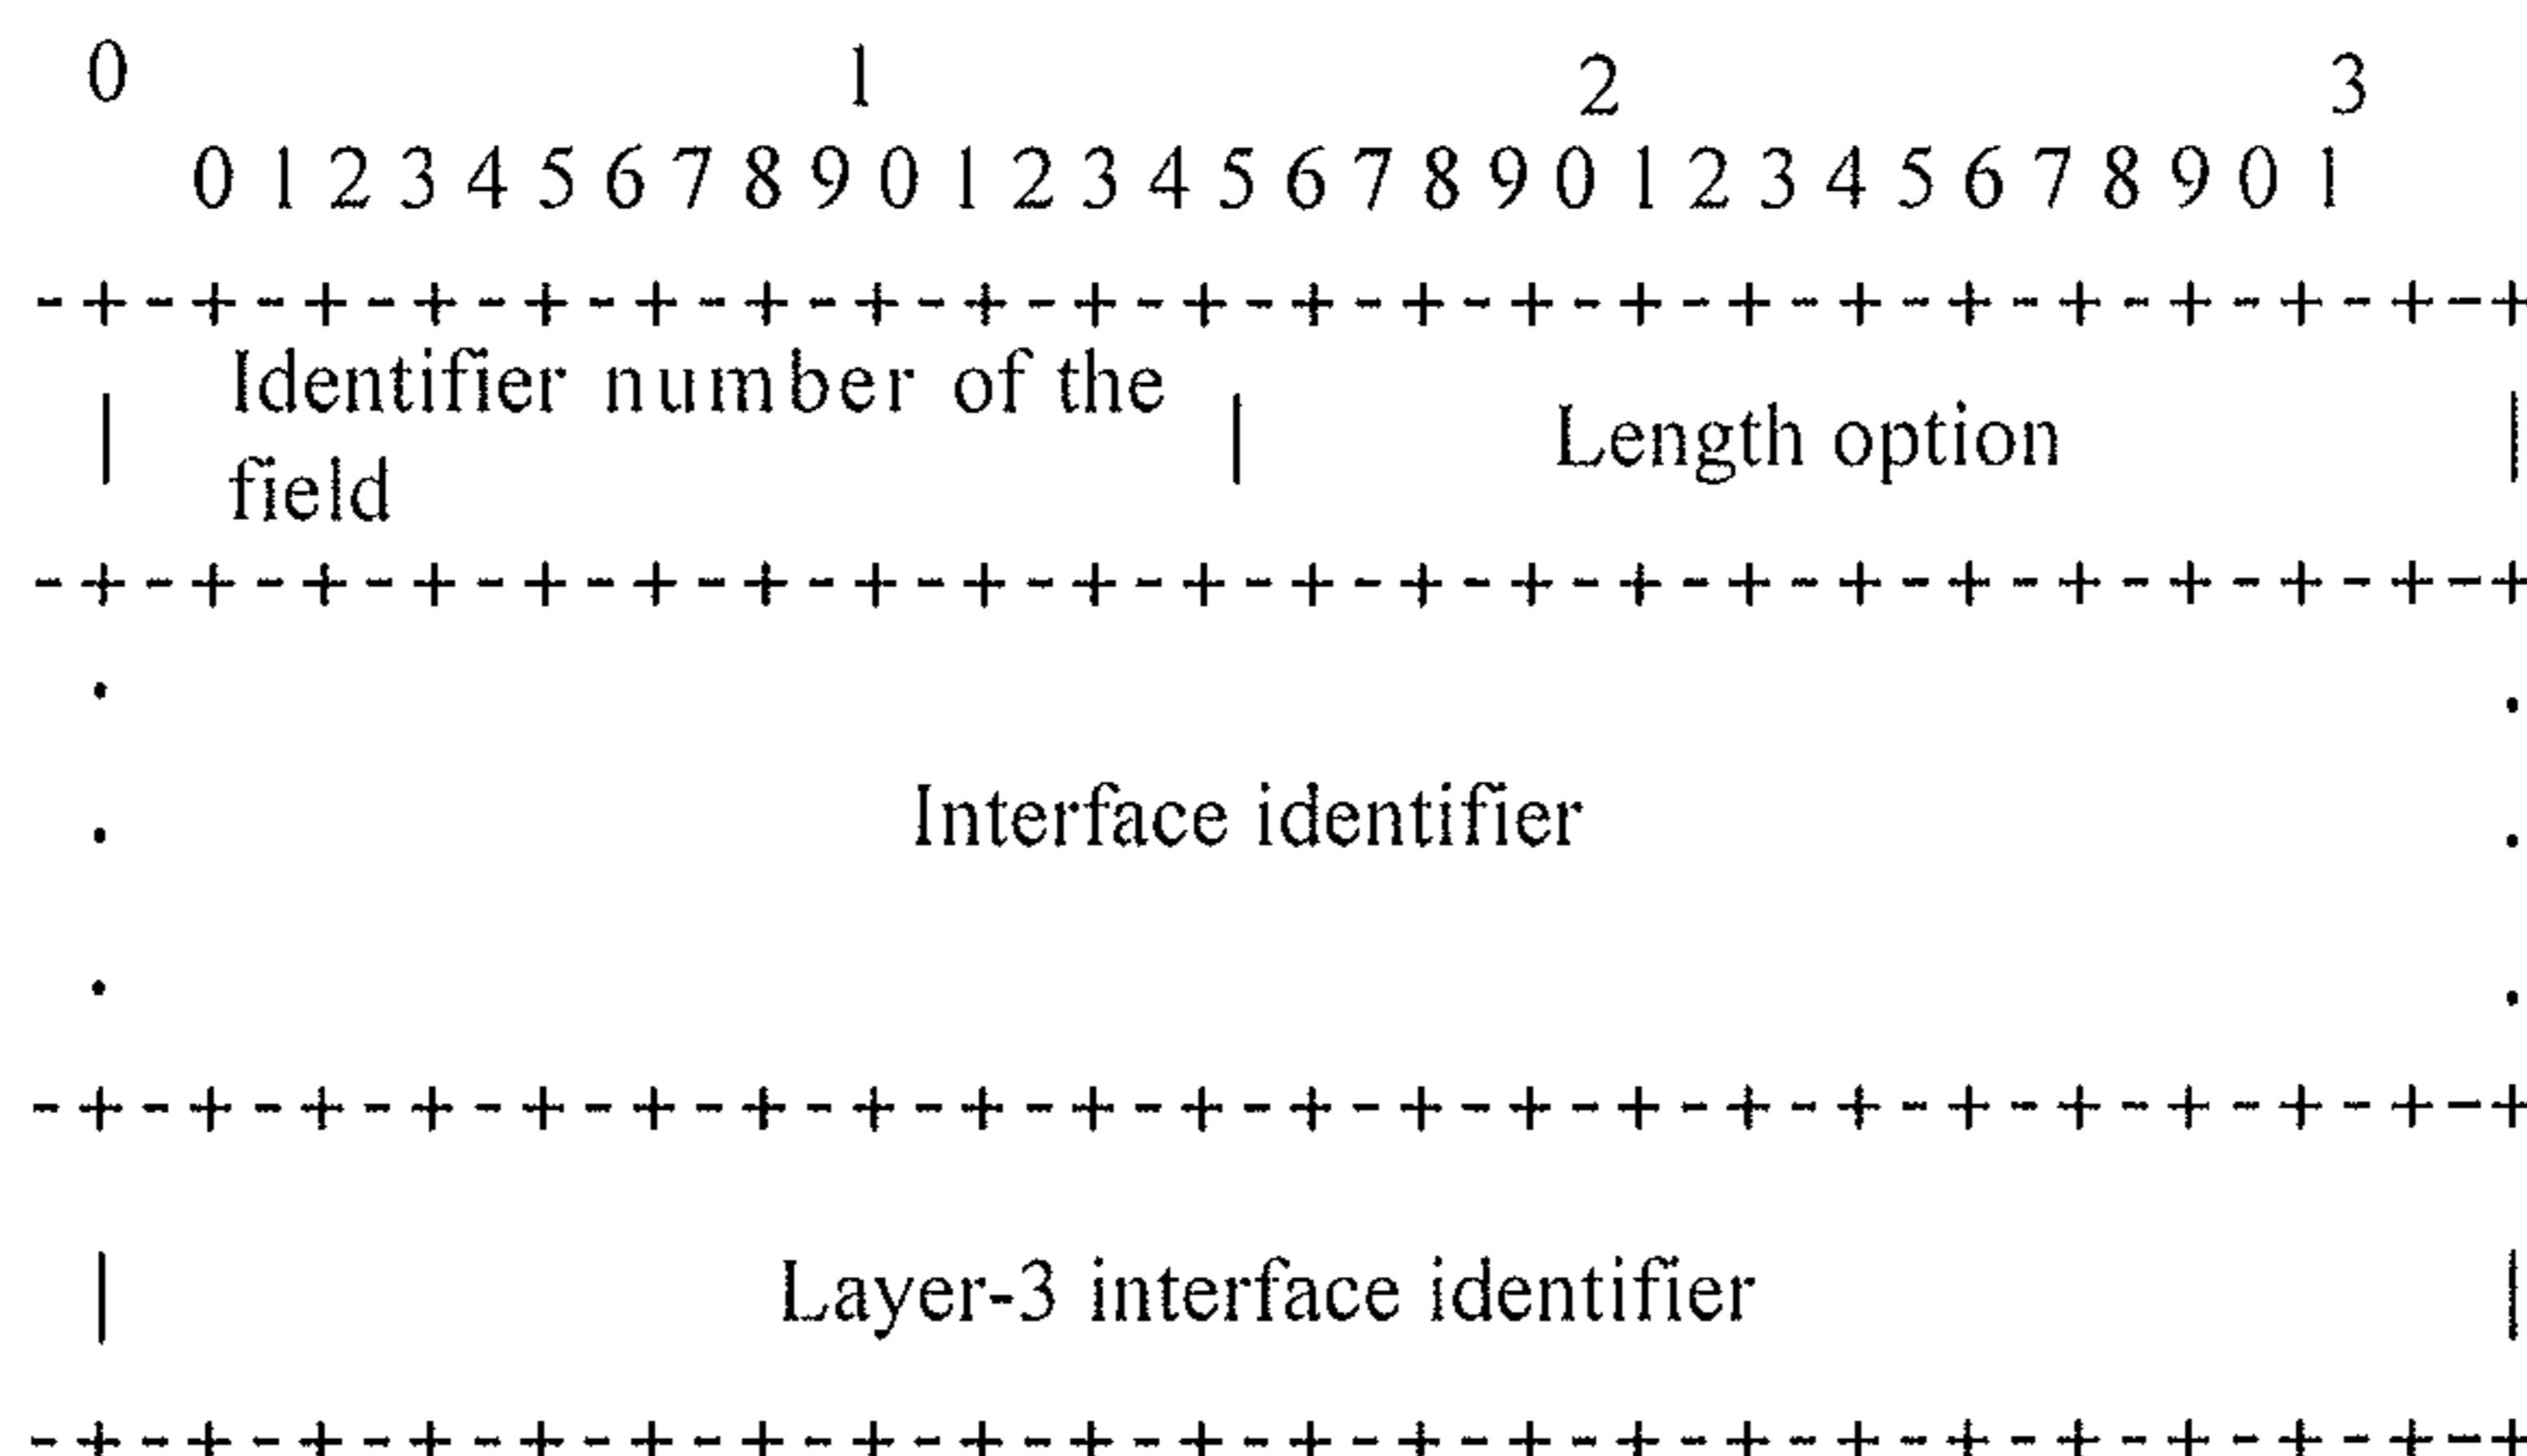 0 1 2 3
0 1 2 3 4 5 6 7 8 9 0 1 2 3 4 5 6 7 8 9 0 1 2 3 4 5 6 7 8 9 0 1
-+-+-+-+-+-+-+-+-+-+-+-+-+-+-+-+-+-+-+-+-+-+-+
| Identifier number of the
field | Length option |
-+-+-+-+-+-+-+-+-+-+-+-+-+-+-+-+-+-+-+-+-+-+-+
. .
. Interface identifier .
. .
-+-+-+-+-+-+-+-+-+-+-+-+-+-+-+-+-+-+-+-+-+-+-+
| Layer-3 interface identifier |
-+-+-+-+-+-+-+-+-+-+-+-+-+-+-+-+-+-+-+-+-+-+-+